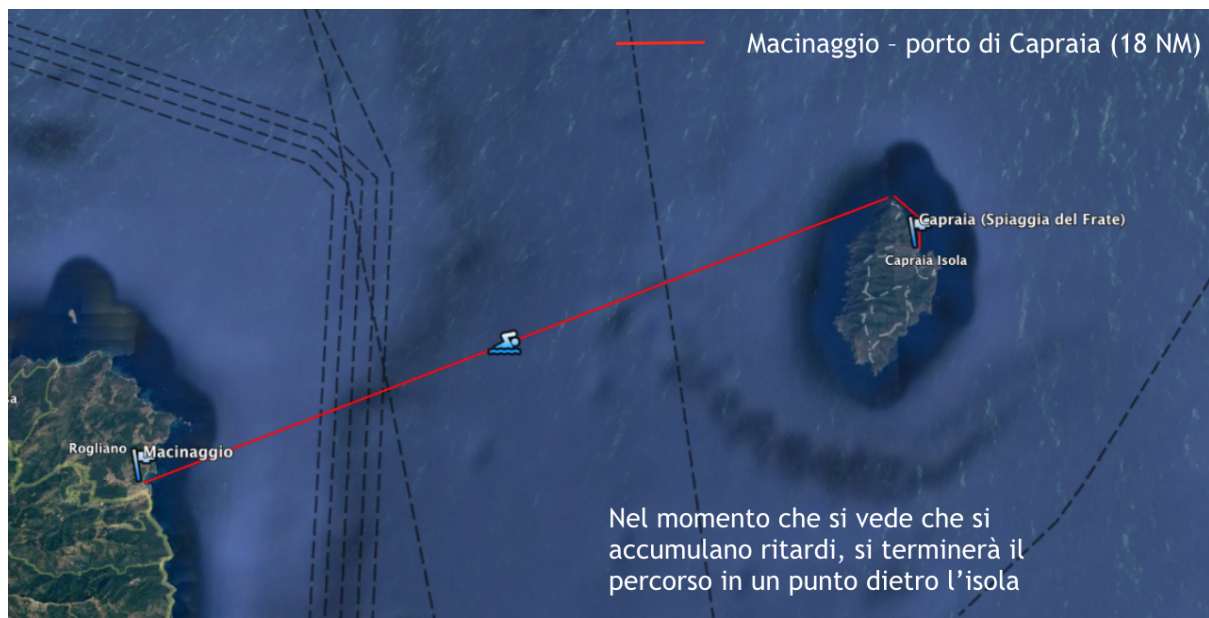 Macinaggio – porto di Capraia (18 NM)
Capraia (Spiaggia del Frate)
Capraia Isola
a
Rogliano
Macinaggio
Nel momento che si vede che si
accumulano ritardi, si terminerà il
percorso in un punto dietro l'isola